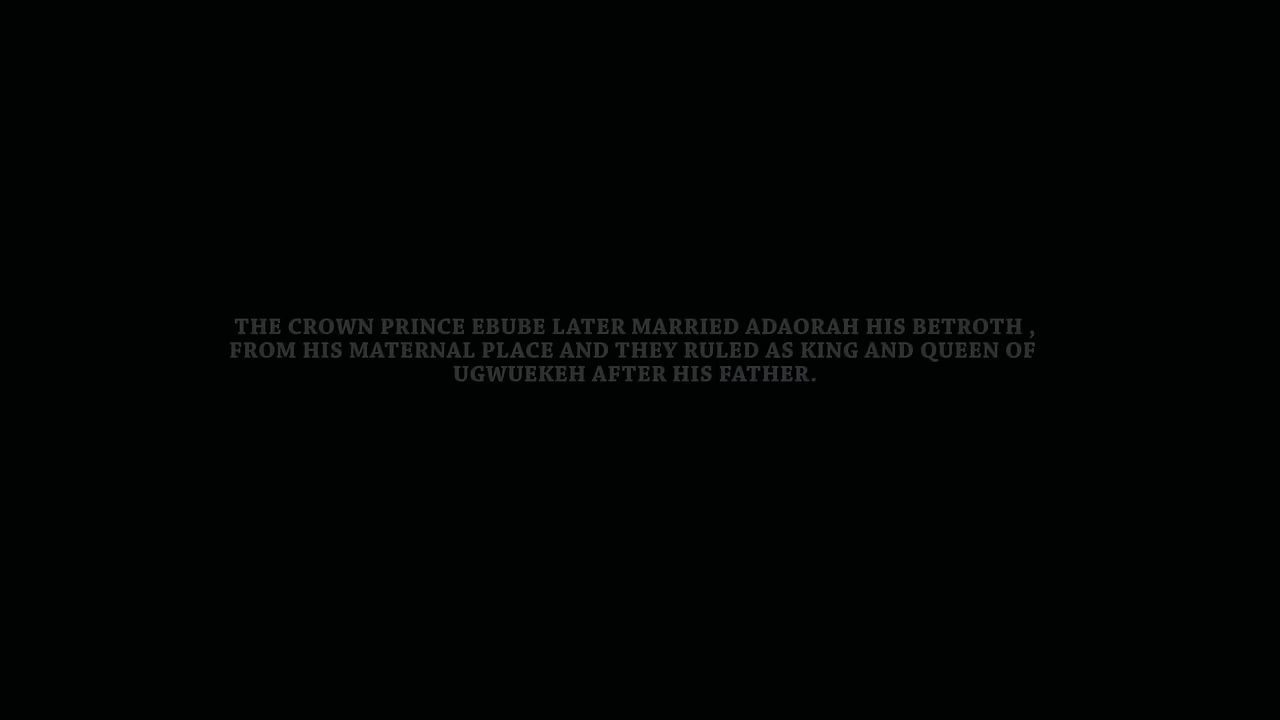 THE CROWN PRINCE EBUBE LATER MARRIED ADAORAH HIS BETROTH ,
FROM HIS MATERNAL PLACE AND THEY RULED AS KING AND QUEEN OF
UGWUEKEH AFTER HIS FATHER.